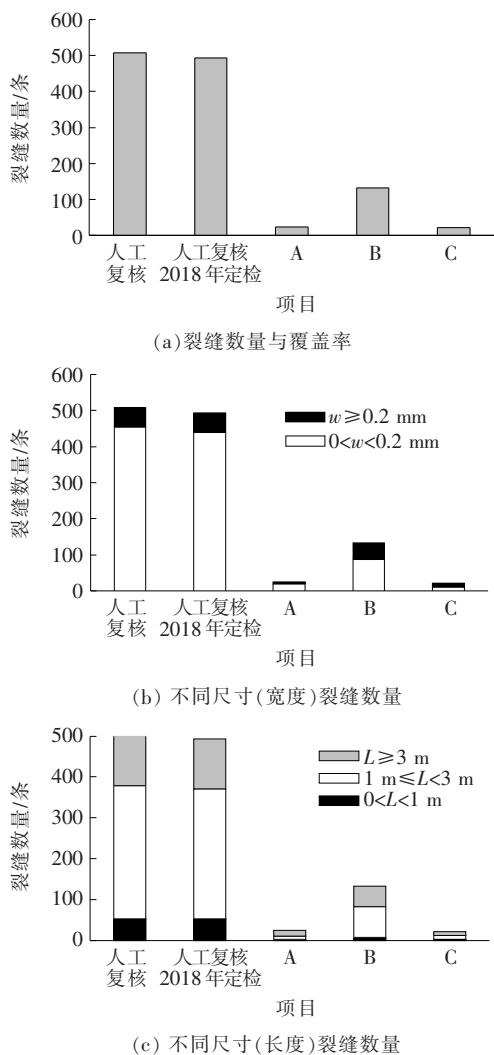 600
500
400
300
200
100
0
裂缝数量/条
人工 人工复核 A B C
复核 2018年定检
项目
(a)裂缝数量与覆盖率
600
500
400
300
200
100
0
裂缝数量/条
w≥0.2 mm
0<w<0.2 mm
人工 人工复核 A B C
复核 2018年定检
项目
(b) 不同尺寸(宽度)裂缝数量
500
400
300
200
100
0
裂缝数量/条
L≥3 m
1 m≤L<3 m
0<L<1 m
人工 人工复核 A B C
复核 2018年定检
项目
(c) 不同尺寸(长度)裂缝数量